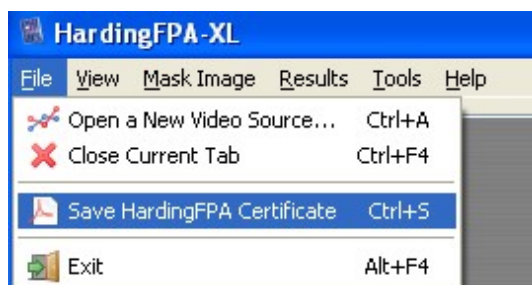 HardingFPA-XL
File View Mask Image Results Tools Help
Open a New Video Source... Ctrl+A
Close Current Tab Ctrl+F4
Save HardingFPA Certificate Ctrl+S
Exit Alt+F4